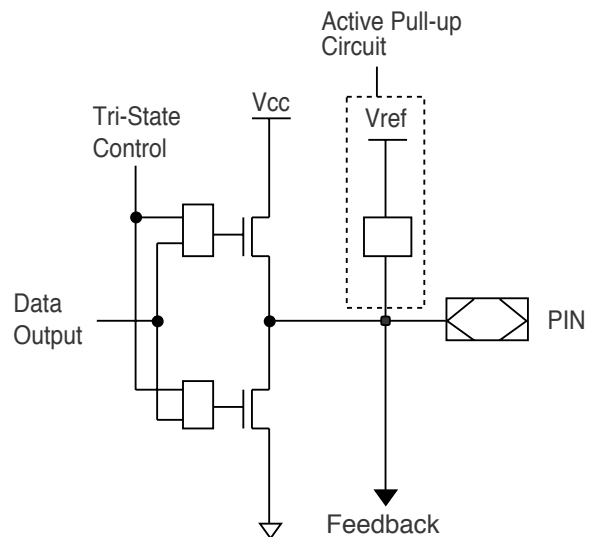 Active Pull-up
Circuit
Vcc
Vref
Tri-State
Control
Data
Output
PIN
Feedback